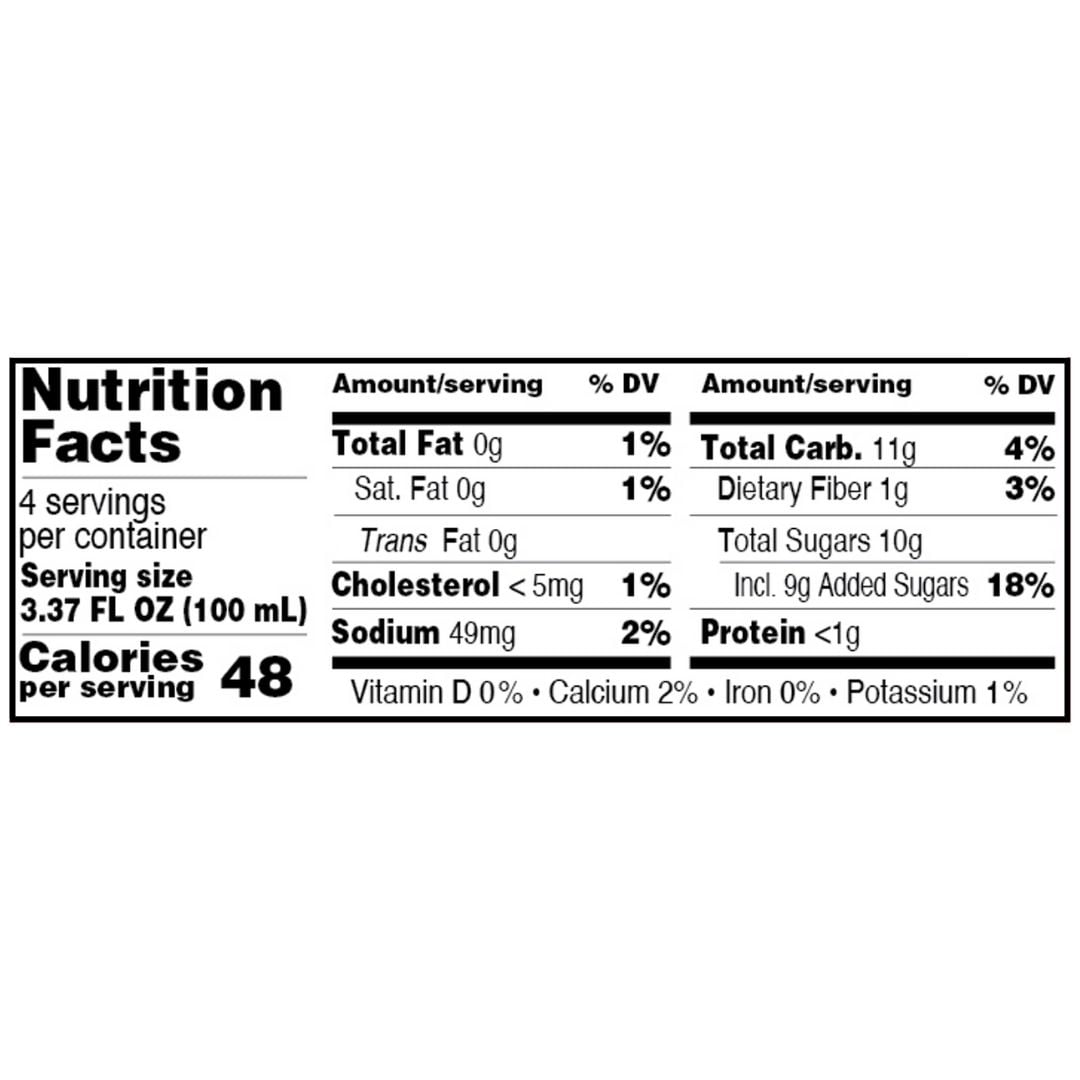 Nutrition
Facts
4 servings
per container
Serving size
3.37 FL OZ (100 mL)
Calories
per serving 48
Amount/serving % DV
Total Fat 0g 1%
Sat. Fat 0g 1%
Trans Fat 0g
Cholesterol < 5mg 1%
Sodium 49mg 2%
Amount/serving % DV
Total Carb. 11g 4%
Dietary Fiber 1g 3%
Total Sugars 10g
Incl. 9g Added Sugars 18%
Protein <1g
Vitamin D 0% • Calcium 2% • Iron 0% • Potassium 1%